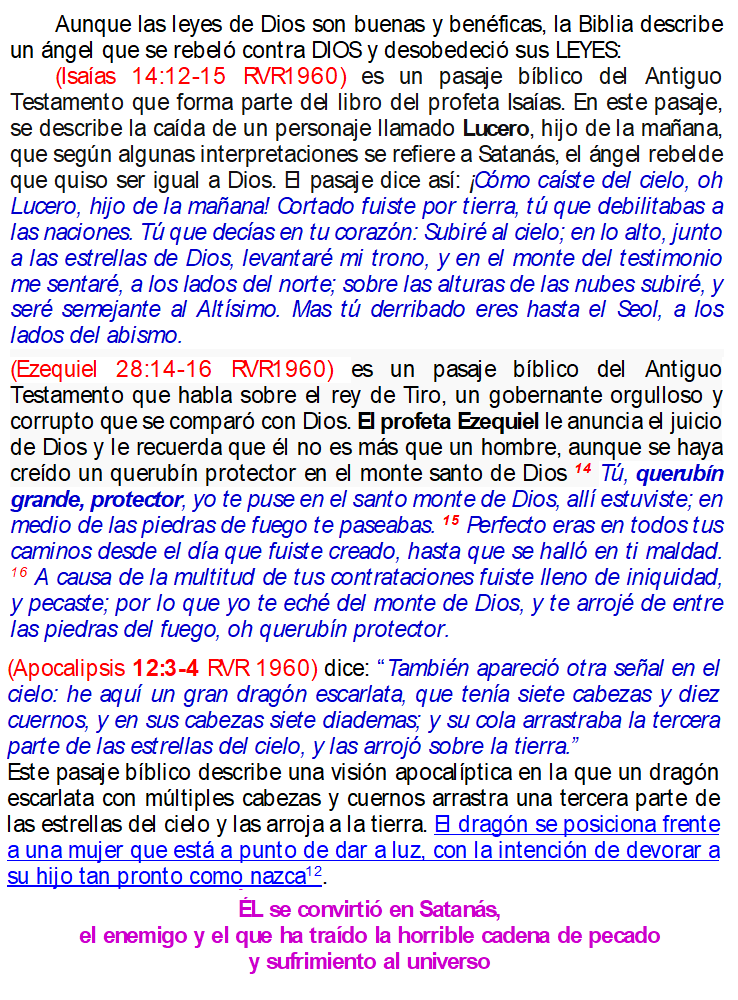 Aunque las leyes de Dios son buenas y benéficas, la Biblia describe
un ángel que se rebeló contra DIOS y desobedeció sus LEYES:
(Isaías 14:12-15 RVR1960) es un pasaje bíblico del Antiguo
Testamento que forma parte del libro del profeta Isaías. En este pasaje,
se describe la caída de un personaje llamado Lucero, hijo de la mañana,
que según algunas interpretaciones se refiere a Satanás, el ángel rebelde
que quiso ser igual a Dios. El pasaje dice así: ¡Cómo caíste del cielo, oh
Lucero, hijo de la mañana! Cortado fuiste por tierra, tú que debilitabas a
las naciones. Tú que decías en tu corazón: Subiré al cielo; en lo alto, junto
a las estrellas de Dios, levantaré mi trono, y en el monte del testimonio
me sentaré, a los lados del norte; sobre las alturas de las nubes subiré, y
seré semejante al Altísimo. Mas tú derribado eres hasta el Seol, a los
lados del abismo.
(Ezequiel 28:14-16 RVR1960) es un pasaje bíblico del Antiguo
Testamento que habla sobre el rey de Tiro, un gobernante orgulloso y
corrupto que se comparó con Dios. El profeta Ezequiel le anuncia el juicio
de Dios y le recuerda que él no es más que un hombre, aunque se haya
creído un querubín protector en el monte santo de Dios 14 Tú, querubín
grande, protector, yo te puse en el santo monte de Dios, allí estuviste; en
medio de las piedras de fuego te paseabas. 15 Perfecto eras en todos tus
caminos desde el día que fuiste creado, hasta que se halló en ti maldad.
16 A causa de la multitud de tus contrataciones fuiste lleno de iniquidad,
y pecaste; por lo que yo te eché del monte de Dios, y te arrojé de entre
las piedras del fuego, oh querubín protector.
(Apocalipsis 12:3-4 RVR 1960) dice: “También apareció otra señal en el
cielo: he aquí un gran dragón escarlata, que tenía siete cabezas y diez
cuernos, y en sus cabezas siete diademas; y su cola arrastraba la tercera
parte de las estrellas del cielo, y las arrojó sobre la tierra.”
Este pasaje bíblico describe una visión apocalíptica en la que un dragón
escarlata con múltiples cabezas y cuernos arrastra una tercera parte de
las estrellas del cielo y las arroja a la tierra. El dragón se posiciona frente
a una mujer que está a punto de dar a luz, con la intención de devorar a
su hijo tan pronto como nazca12.
ÉL se convirtió en Satanás,
el enemigo y el que ha traído la horrible cadena de pecado
y sufrimiento al universo